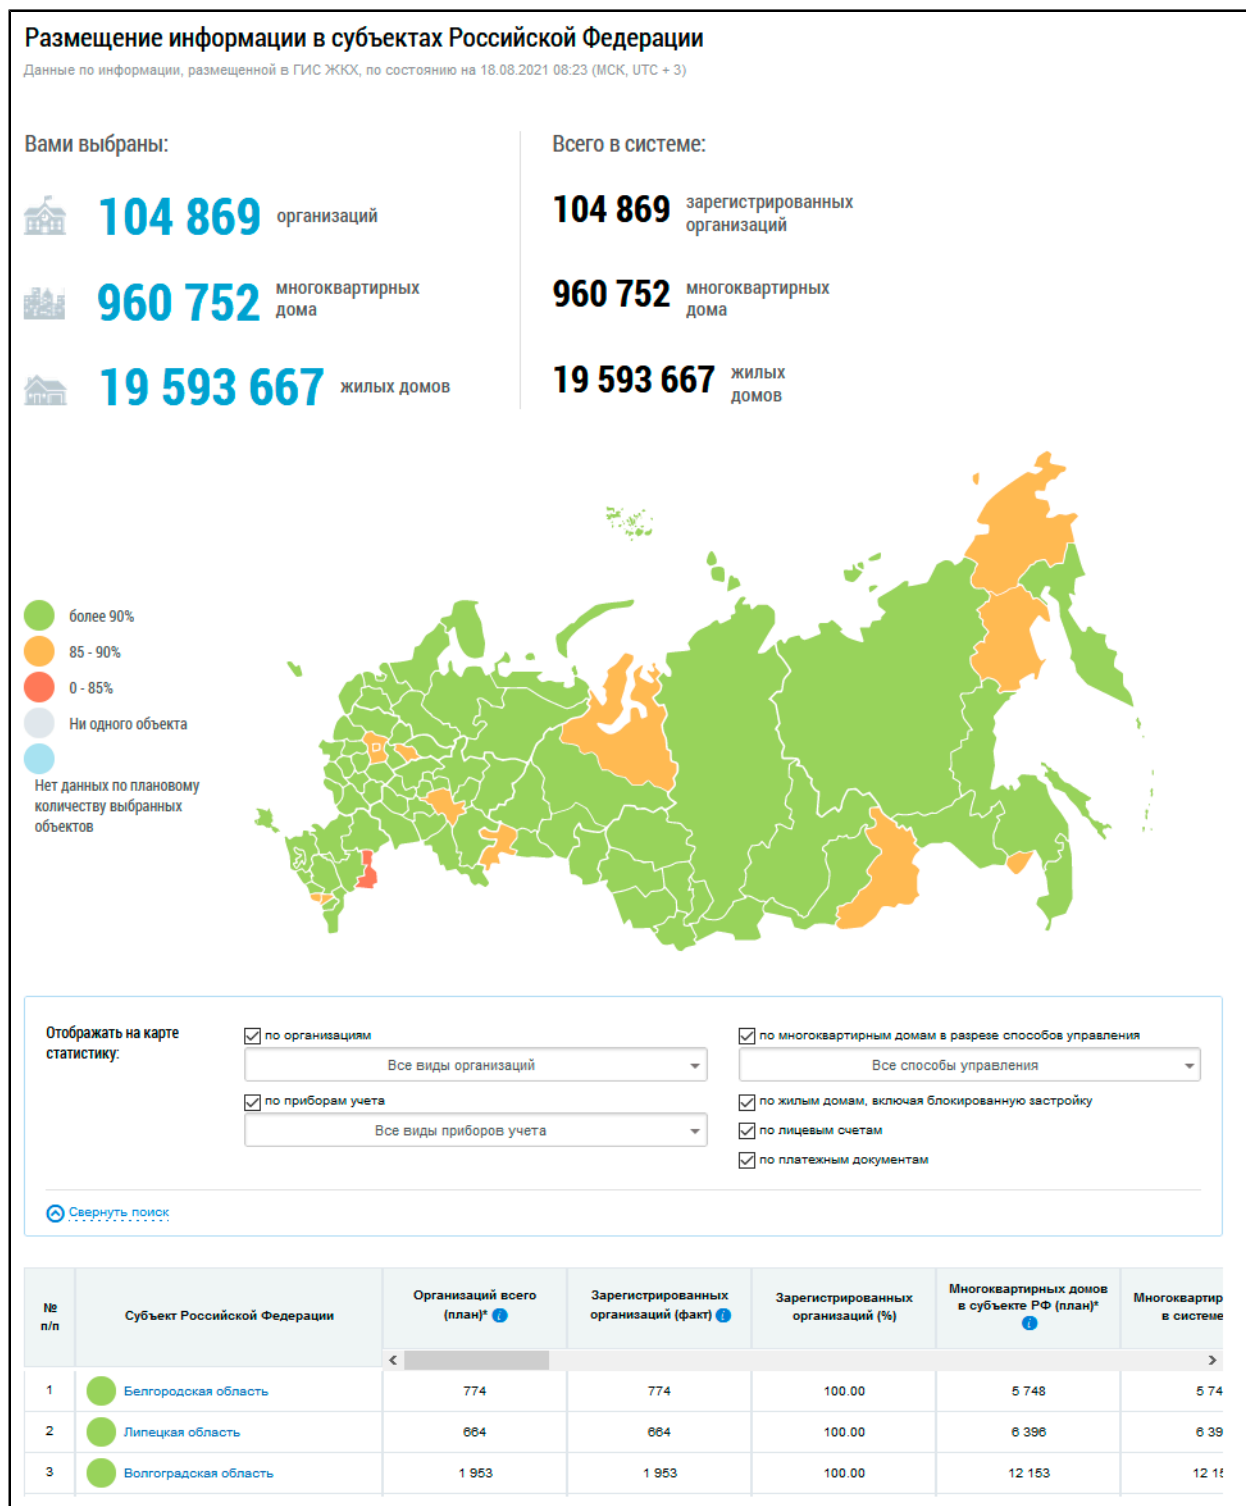 Размещение информации в субъектах Российской Федерации
Данные по информации, размещенной в ГИС ЖКХ, по состоянию на 18.08.2021 08:23 (МСК, UTC + 3)
Вами выбраны:
104 869 организаций
960 752 многоквартирных
дома
19 593 667 жилых домов
Всего в системе:
104 869 зарегистрированных
организаций
960 752 многоквартирных
дома
19 593 667 жилых
домов
более 90%
85 - 90%
0 - 85%
Ни одного объекта
Нет данных по плановому
количеству выбранных
объектов
Отображать на карте
статистику:
по организациям
Все виды организаций
по приборам учета
Все виды приборов учета
по многоквартирным домам в разрезе способов управления
Все способы управления
по жилым домам, включая блокированную застройку
по лицевым счетам
по платежным документам
Свернуть поиск
№
п/п
Субъект Российской Федерации
Организаций всего
(план)*
Зарегистрированных
организаций (факт)
Зарегистрированных
организаций (%)
Многоквартирных домов
в субъекте РФ (план)*
Многоквартир
в системе
1 Белгородская область 774 774 100.00 5 748 5 74
2 Липецкая область 664 664 100.00 6 396 6 39
3 Волгоградская область 1 953 1 953 100.00 12 153 12 15